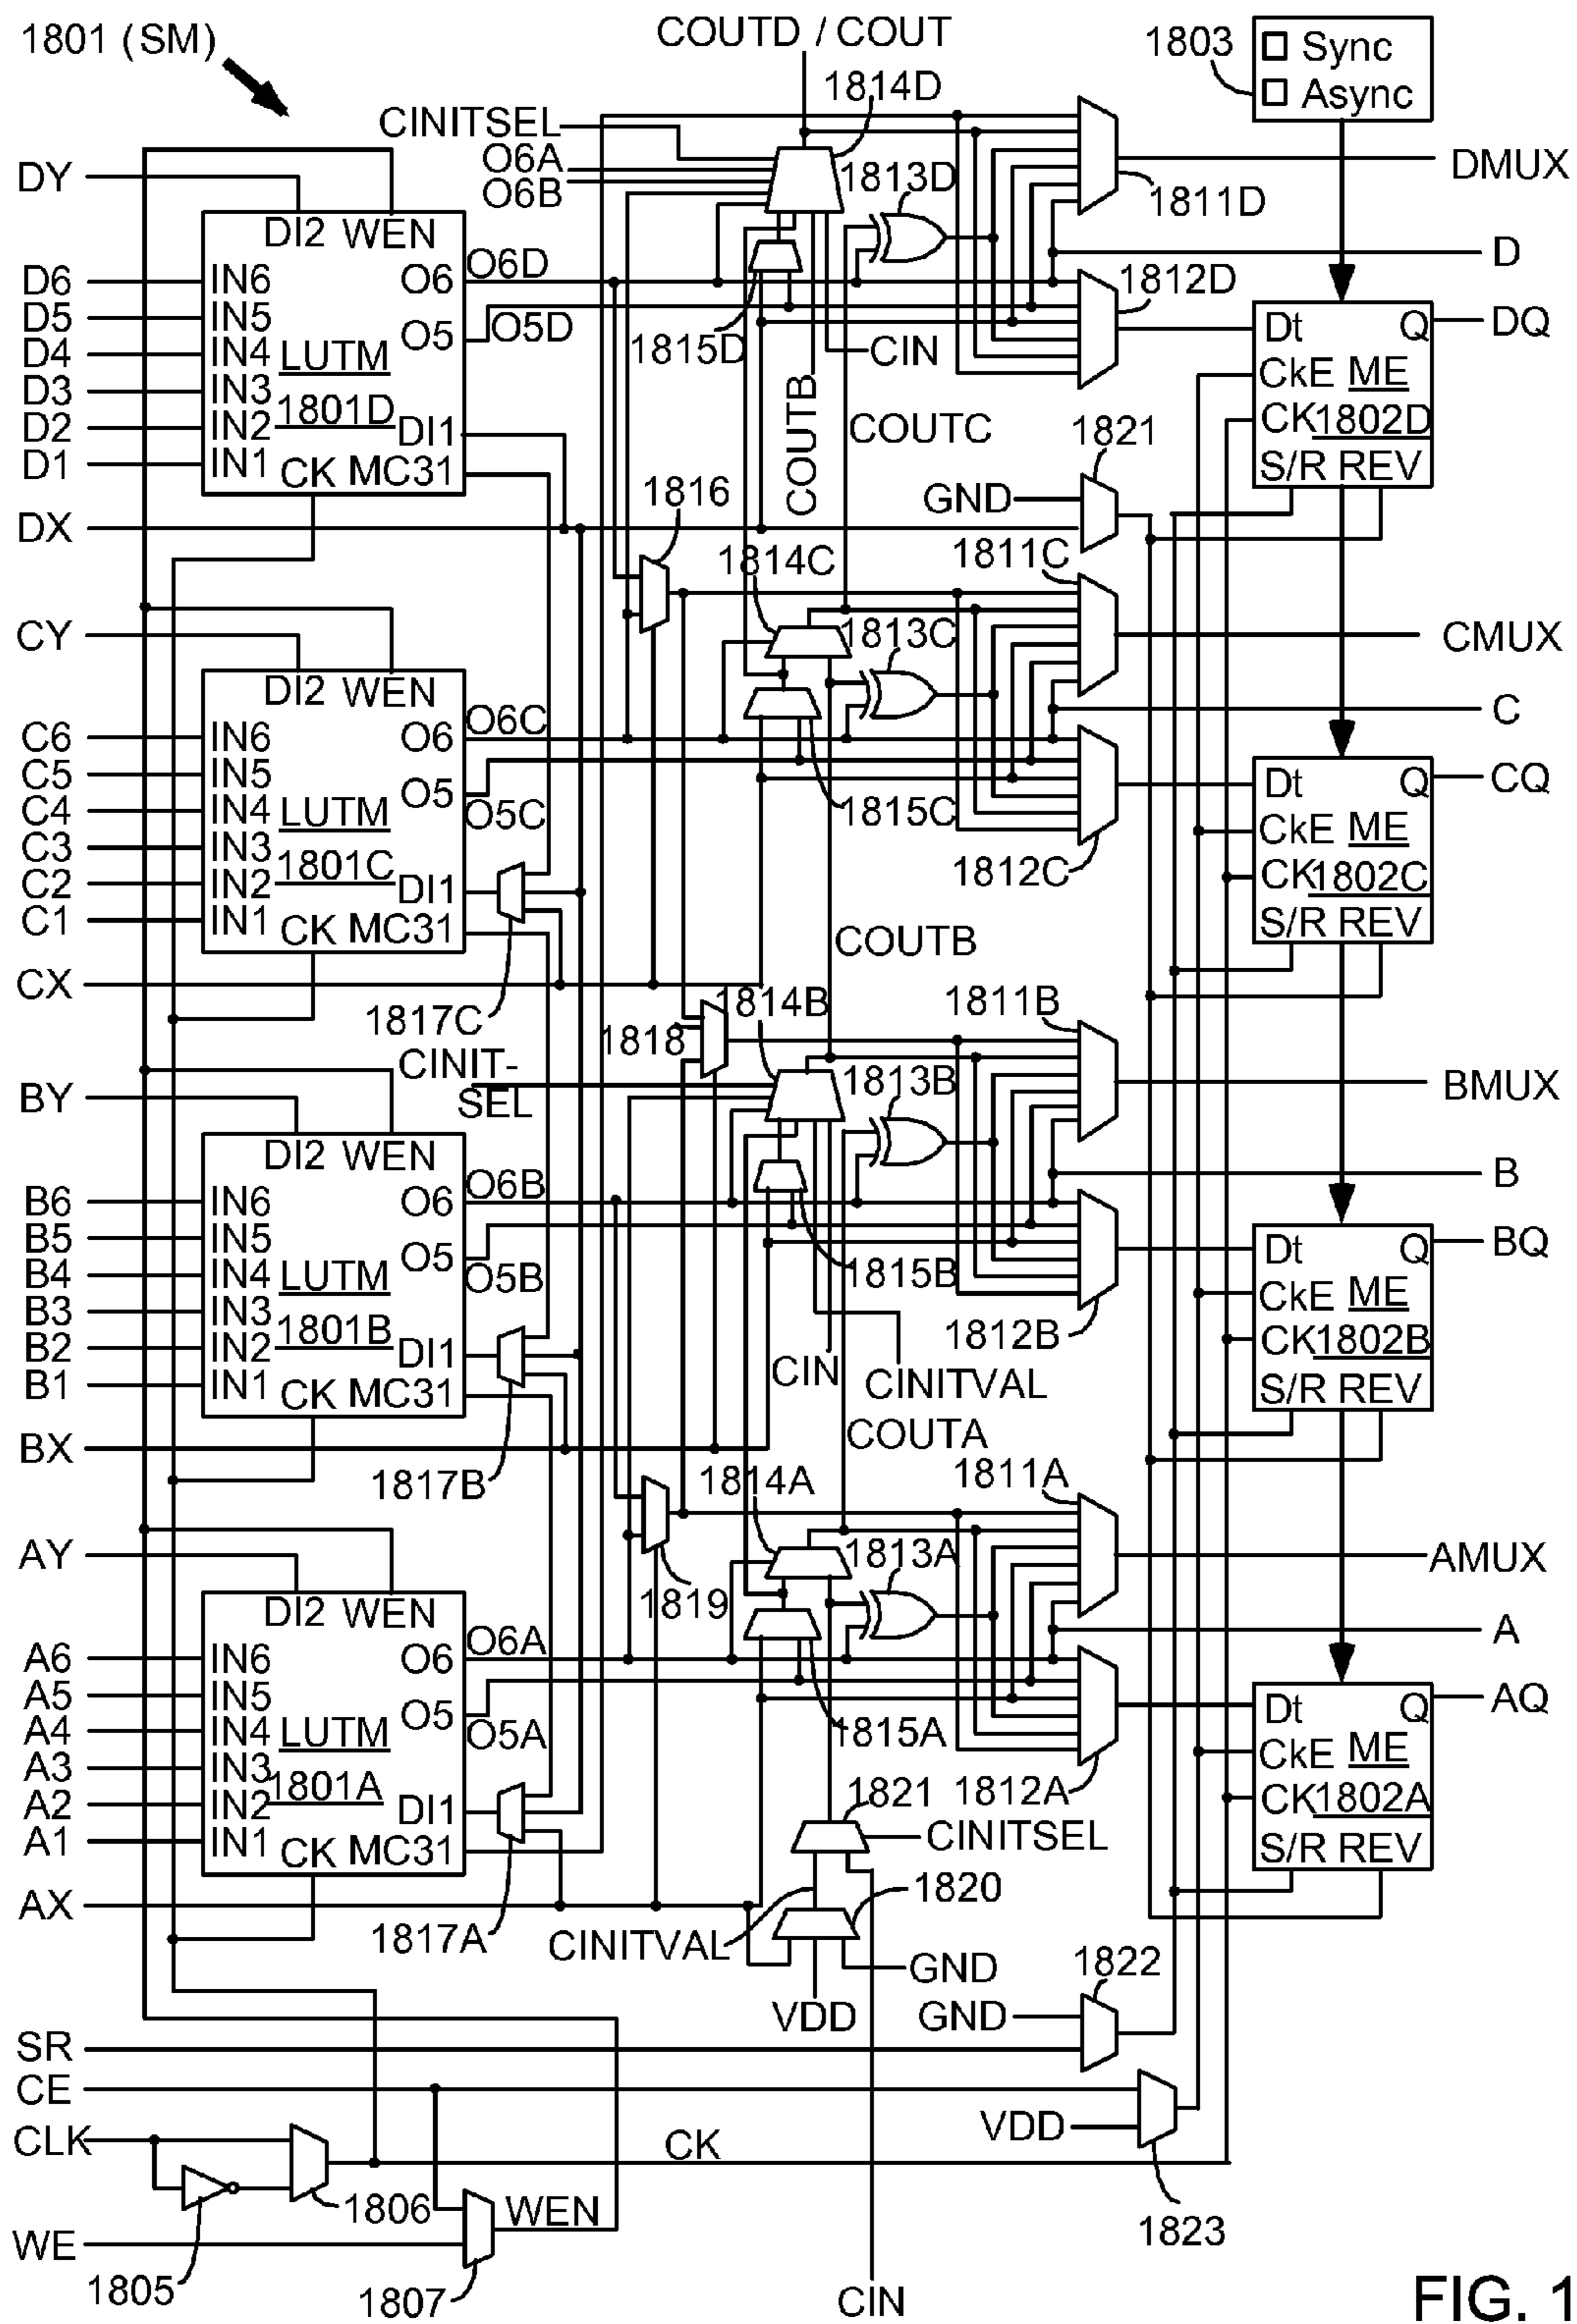 1801 (SM)
COUTD / COUT
1803
Sync
Async
1814D
CINITSEL
O6A
O6B
1813D
DMUX
1811D
DY
DI2 WEN
D6 IN6 O6 O6D
D5 IN5
D4 IN4 O5 O5D
D3 IN3 LUTM
D2 IN2 1801D DI1
D1 IN1 CK MC31
D
1812D
1815D
CIN
COUTB
COUTC
Dt Q DQ
CkE ME
CK 1802D
S/R REV
1821
GND
1816
DX
1814C
1811C
CY
DI2 WEN
1813C
CMUX
C6 IN6 O6 O6C
C5 IN5
C4 IN4 O5 O5C
C3 IN3 LUTM
C2 IN2 1801C DI1
C1 IN1 CK MC31
C
1815C
1812C
Dt Q CQ
CkE ME
CK 1802C
S/R REV
COUTB
CX
1817C
1818
1814B
1811B
CINIT-
SEL
1813B
BMUX
BY
DI2 WEN
B6 IN6 O6 O6B
B5 IN5
B4 IN4 O5 O5B
B3 IN3 LUTM
B2 IN2 1801B DI1
B1 IN1 CK MC31
B
1815B
1812B
Dt Q BQ
CkE ME
CK 1802B
S/R REV
CIN
CINITVAL
COUTA
BX
1817B
1814A
1811A
AY
DI2 WEN
1819
1813A
AMUX
A6 IN6 O6 O6A
A5 IN5
A4 IN4 O5 O5A
A3 IN3 LUTM
A2 IN2 1801A DI1
A1 IN1 CK MC31
A
1815A
1812A
Dt Q AQ
CkE ME
CK 1802A
S/R REV
1821
CINITSEL
1820
AX
1817A
CINITVAL
GND
VDD
1822
GND
SR
CE
VDD
CLK
CK
1806
WEN
1823
WE
1805
1807
CIN
FIG. 1